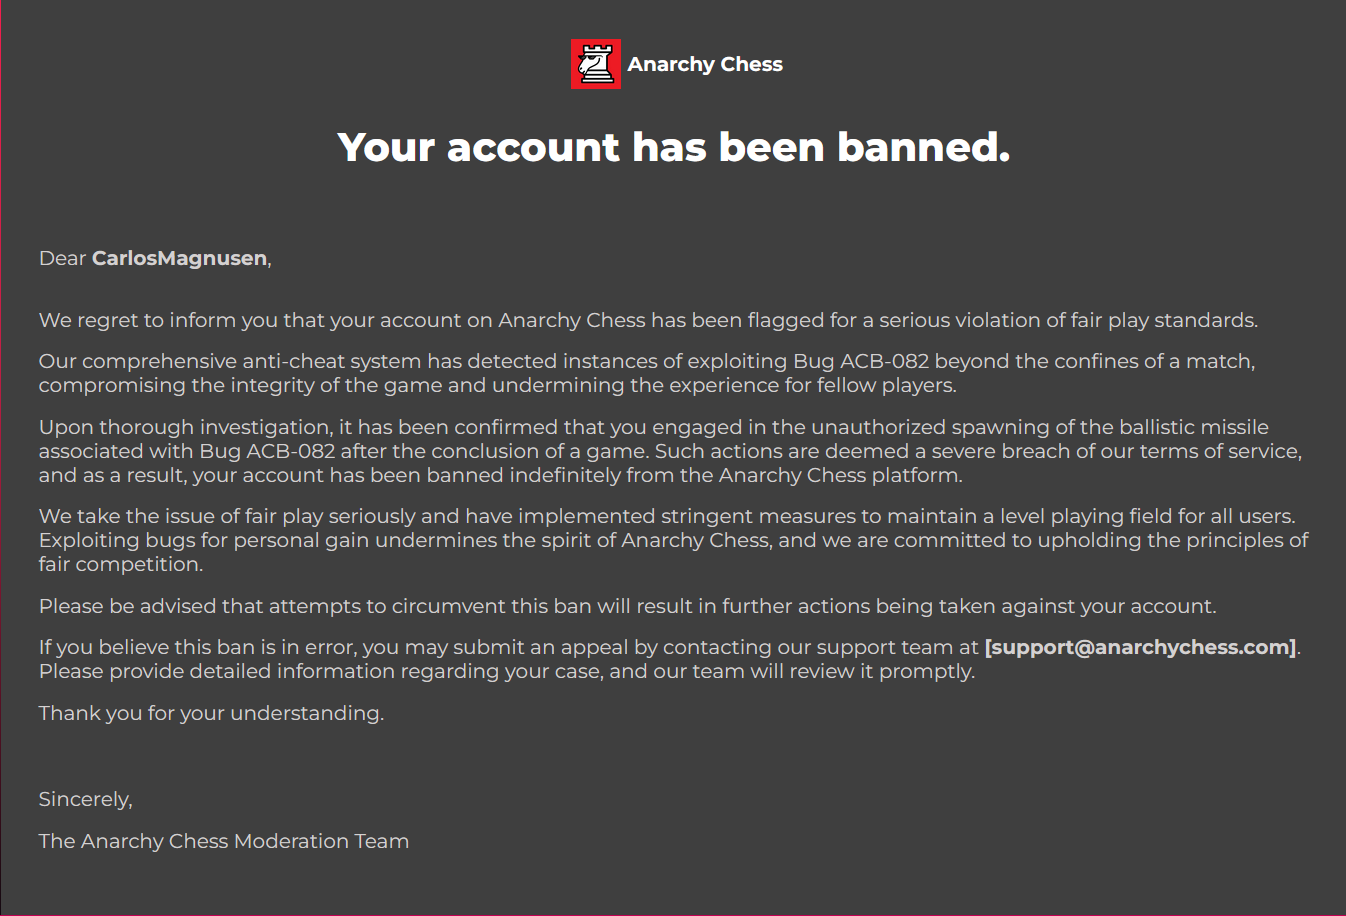 Anarchy Chess
Your account has been banned.
Dear CarlosMagnusen,
We regret to inform you that your account on Anarchy Chess has been flagged for a serious violation of fair play standards.
Our comprehensive anti-cheat system has detected instances of exploiting Bug ACB-082 beyond the confines of a match,
compromising the integrity of the game and undermining the experience for fellow players.
Upon thorough investigation, it has been confirmed that you engaged in the unauthorized spawning of the ballistic missile
associated with Bug ACB-082 after the conclusion of a game. Such actions are deemed a severe breach of our terms of service,
and as a result, your account has been banned indefinitely from the Anarchy Chess platform.
We take the issue of fair play seriously and have implemented stringent measures to maintain a level playing field for all users.
Exploiting bugs for personal gain undermines the spirit of Anarchy Chess, and we are committed to upholding the principles of
fair competition.
Please be advised that attempts to circumvent this ban will result in further actions being taken against your account.
If you believe this ban is in error, you may submit an appeal by contacting our support team at [support@anarchychess.com].
Please provide detailed information regarding your case, and our team will review it promptly.
Thank you for your understanding.
Sincerely,
The Anarchy Chess Moderation Team